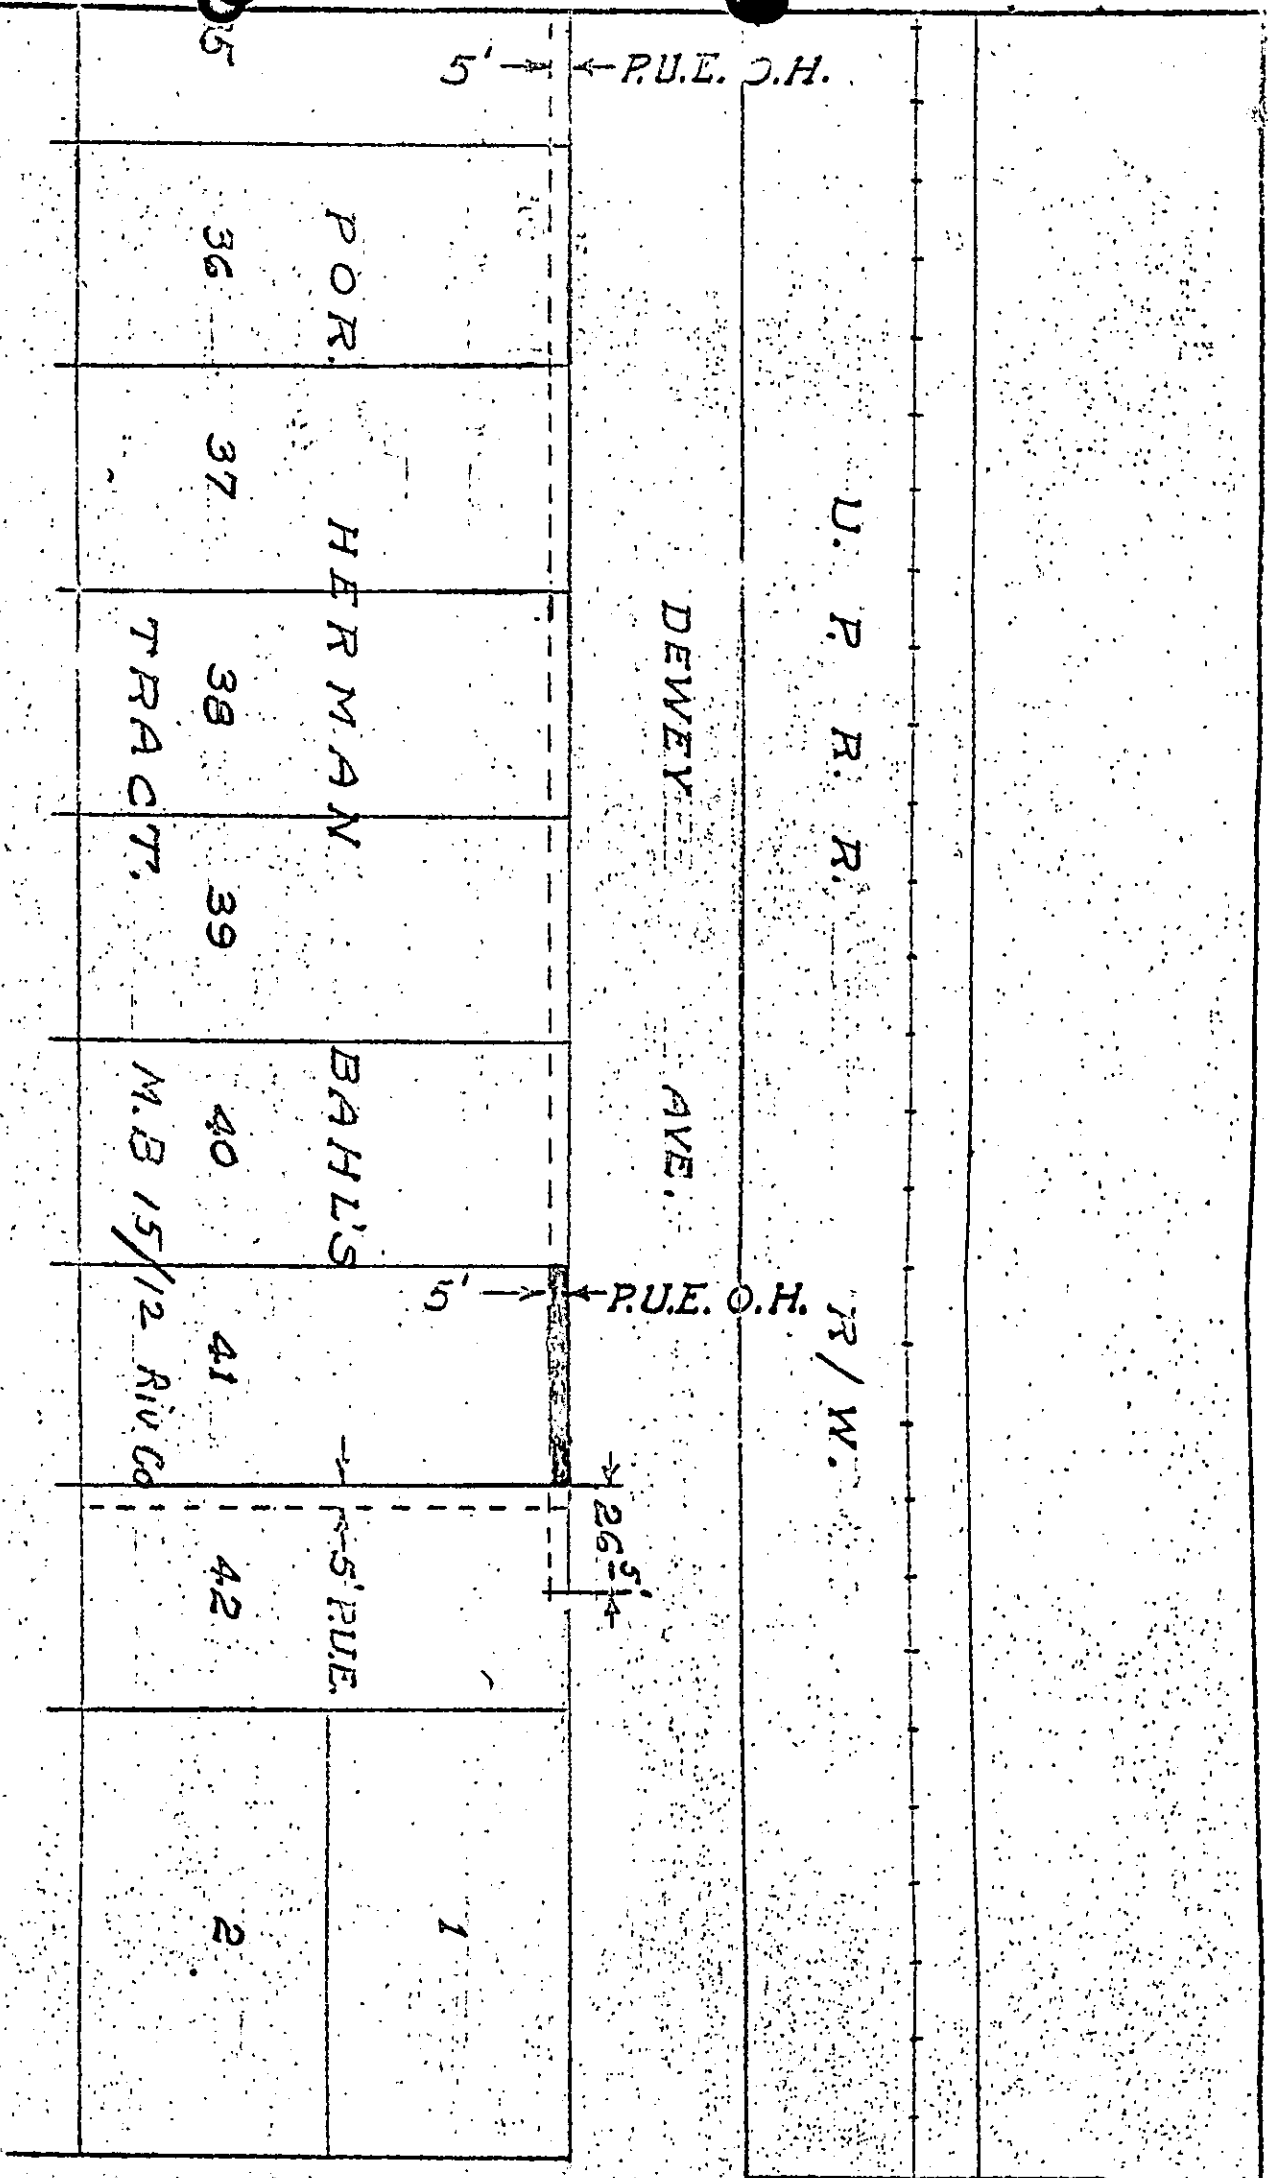 U. P. R. R. R/W.
DEWEY AVE.
5' P.U.E. O.H.
5' P.U.E. O.H.
26.5'
5' P.U.E.
POR. HERMAN BAHL'S
36 37 38 39 40 41 42
TRACT. M.B 15/12 Riv. Co
1
2